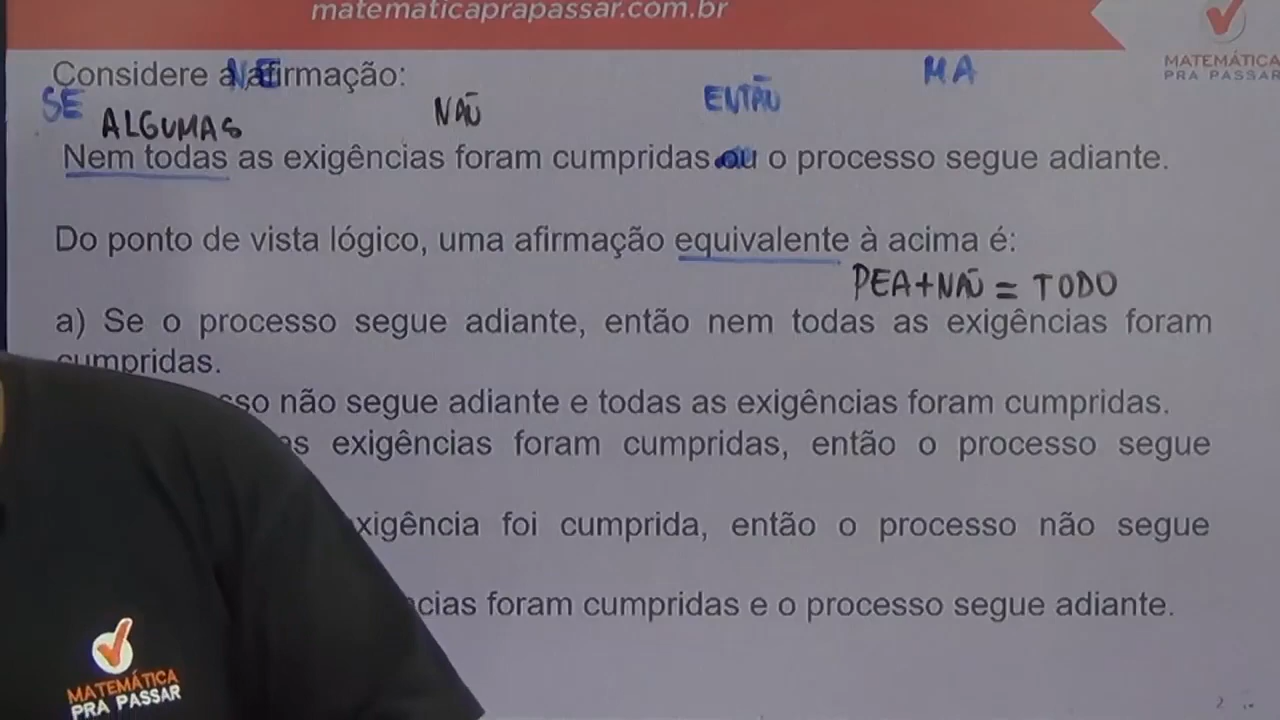 matematicaprapassar.com.br
MATEMÁTICA
PRA PASSAR
Considere a afirmação:
NE
MA
SE
ALGUMAS
NÃO
ENTÃO
Nem todas as exigências foram cumpridas ou o processo segue adiante.
Do ponto de vista lógico, uma afirmação equivalente à acima é:
PEA+NÃO = TODO
a) Se o processo segue adiante, então nem todas as exigências foram
cumpridas.
sso não segue adiante e todas as exigências foram cumpridas.
as exigências foram cumpridas, então o processo segue
xigência foi cumprida, então o processo não segue
cias foram cumpridas e o processo segue adiante.
MATEMÁTICA
PRA PASSAR
2